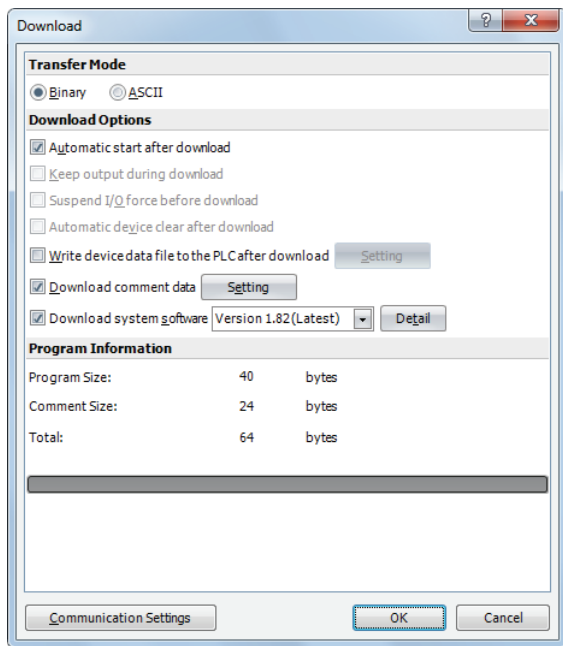 Download
Transfer Mode
Binary ASCII
Download Options
Automatic start after download
Keep output during download
Suspend I/O force before download
Automatic device clear after download
Write device data file to the PLC after download Setting
Download comment data Setting
Download system software Version 1.82(Latest) Detail
Program Information
Program Size: 40 bytes
Comment Size: 24 bytes
Total: 64 bytes
Communication Settings OK Cancel